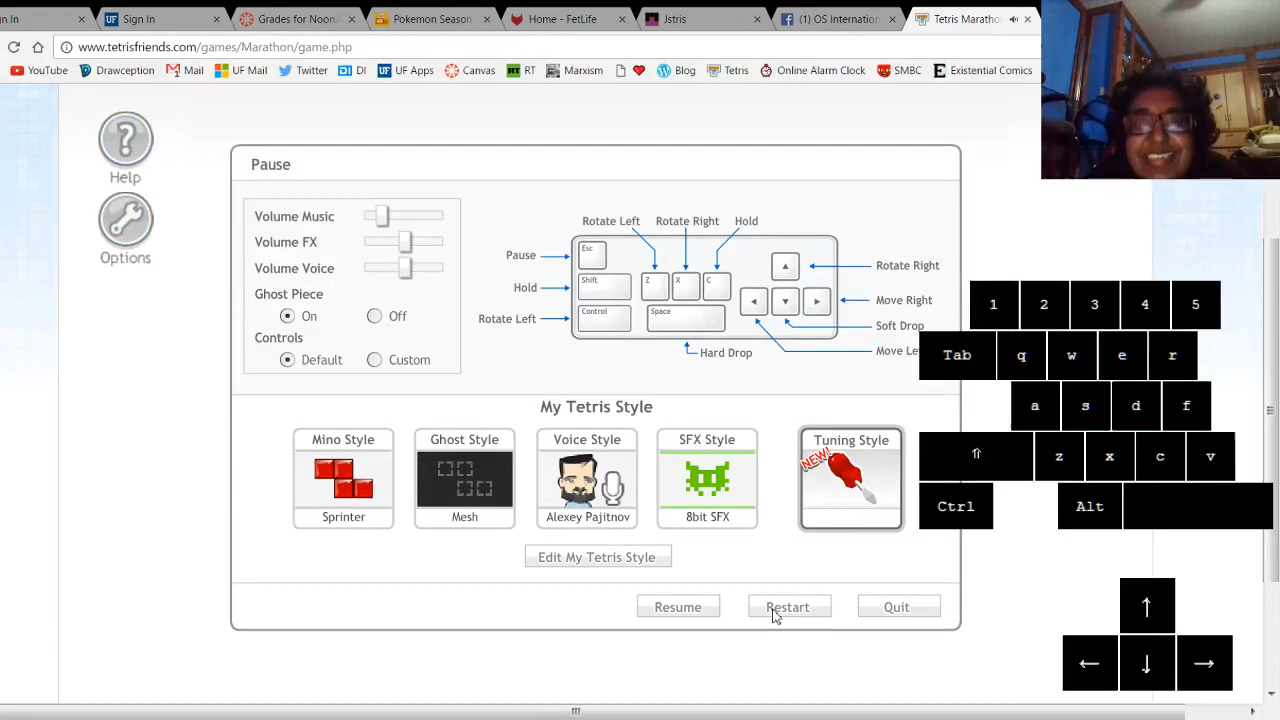 n In
UF Sign In
Grades for Nooru
Pokemon Season
Home - FetLife
Jstris
(1) OS Internation
Tetris Maratho
www.tetrisfriends.com/games/Marathon/game.php
YouTube
Drawception
Mail
UF Mail
Twitter
DI DI
UF UF Apps
Canvas
RT RT
Marxism
Blog
Tetris
Online Alarm Clock
SMBC
E Existential Comics
Help
Options
Pause
Volume Music
Volume FX
Volume Voice
Ghost Piece
On Off
Controls
Default Custom
Rotate Left Rotate Right Hold
Pause
Hold
Rotate Left
Esc
Shift
Control
Z X C
Space
Hard Drop
Rotate Right
Move Right
Soft Drop
Move Le
My Tetris Style
Mino Style
Sprinter
Ghost Style
Mesh
Voice Style
Alexey Pajitnov
SFX Style
8bit SFX
Tuning Style
NEW!
Edit My Tetris Style
Resume Restart Quit
1 2 3 4 5
Tab q w e r
a s d f
⇧ z x c v
Ctrl Alt
↑
← ↓ →